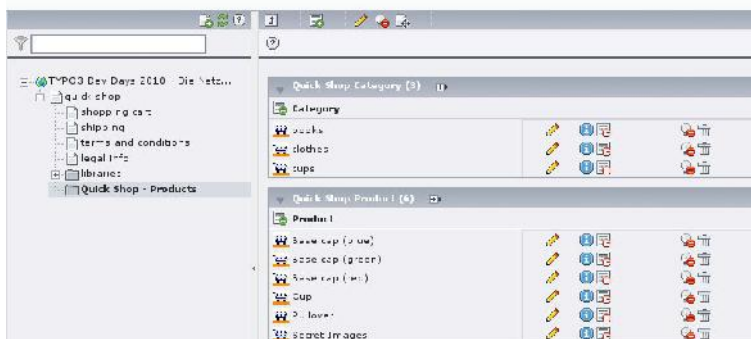 TYPO3 Dev Days 2010 - Die Netz...
quick shop
shopping cart
shipping
terms and conditions
legal info
libraries
Quick Shop - Products
Quick Shop Category (3)
Category
books
clothes
cups
Quick Shop Product (6)
Product
Base cap (blue)
Base cap (green)
Base cap (red)
Cup
Pullover
Secret Images